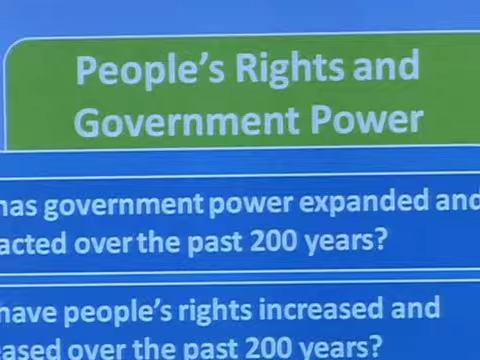 People's Rights and
Government Power
has government power expanded and
acted over the past 200 years?
have people's rights increased and
eased over the past 200 years?